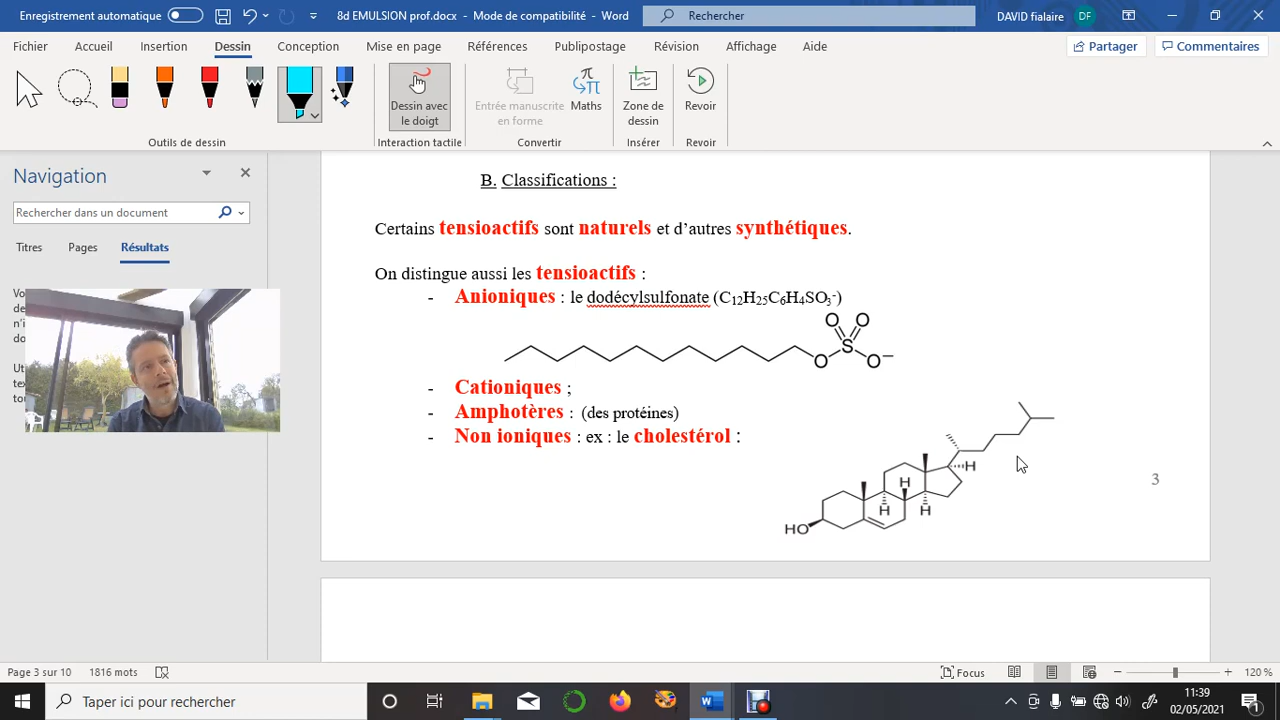 Enregistrement automatique
8d EMULSION prof.docx - Mode de compatibilité - Word
Rechercher
DAVID fialaire
DF
Fichier Accueil Insertion Dessin Conception Mise en page Références Publipostage Révision Affichage Aide
Partager
Commentaires
Dessin avec le doigt
Entrée manuscrite en forme
Maths
Zone de dessin
Revoir
Outils de dessin
Interaction tactile
Convertir
Insérer
Revoir
Navigation
Rechercher dans un document
Titres Pages Résultats
B. Classifications :
Certains tensioactifs sont naturels et d’autres synthétiques.
On distingue aussi les tensioactifs :
- Anioniques : le dodécylsulfonate (C12H25C6H4SO3-)
O O
S
O O−
- Cationiques ;
- Amphotères : (des protéines)
- Non ioniques : ex : le cholestérol :
H
H
H H
HO
3
Page 3 sur 10 1816 mots
Focus
120 %
Taper ici pour rechercher
11:39
02/05/2021
1